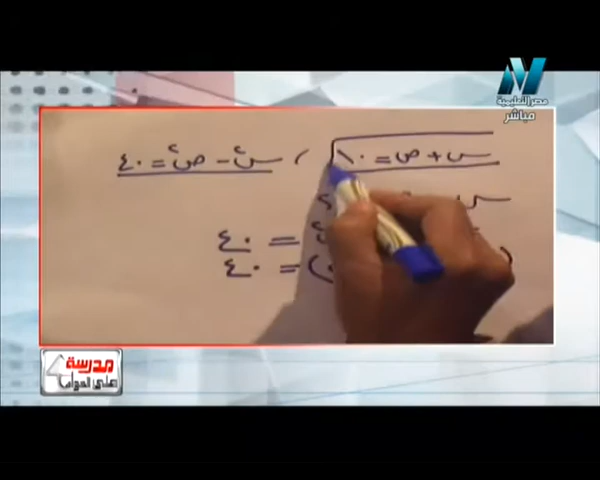 مصر التعليمية
مباشر
س + ص = ١٠ ، س٢ - ص٢ = ٤٠
= ٤٠
) = ٤٠
مدرسة
على الهواء